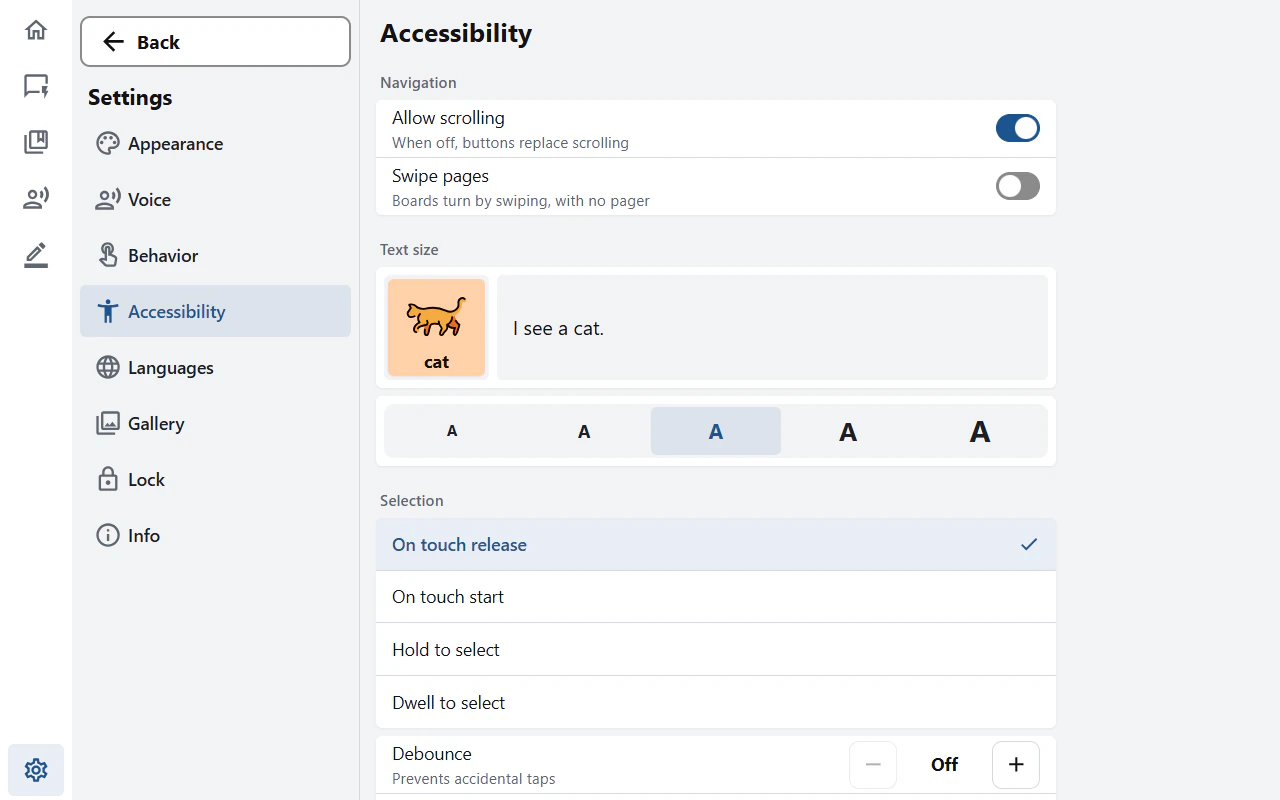 Back
Settings
Appearance
Voice
Behavior
Accessibility
Languages
Gallery
Lock
Info
Accessibility
Navigation
Allow scrolling
When off, buttons replace scrolling
Swipe pages
Boards turn by swiping, with no pager
Text size
cat
I see a cat.
A A A A A
Selection
On touch release
On touch start
Hold to select
Dwell to select
Debounce
Prevents accidental taps
Off